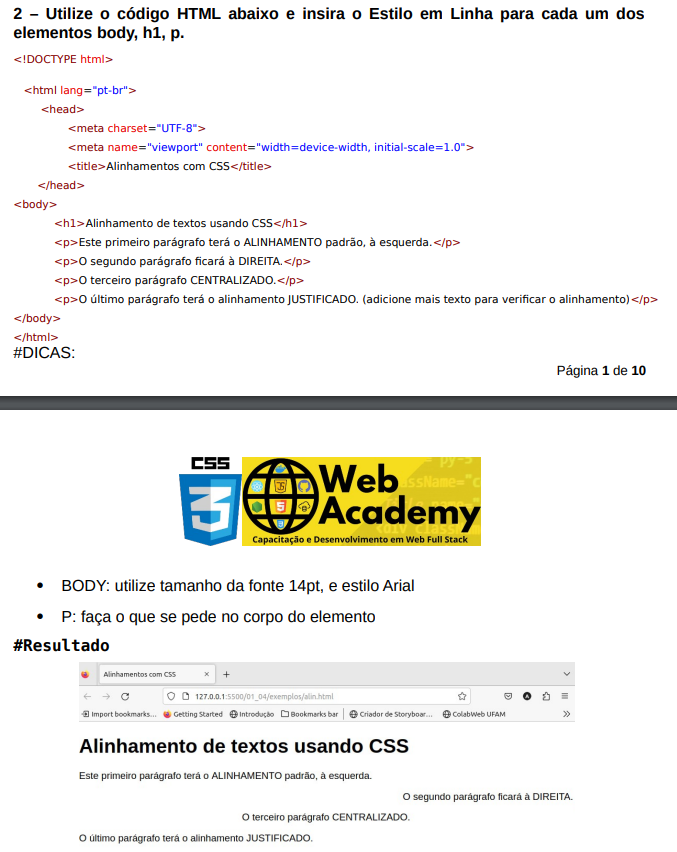 2 – Utilize o código HTML abaixo e insira o Estilo em Linha para cada um dos
elementos body, h1, p.
<!DOCTYPE html>
<html lang="pt-br">
<head>
<meta charset="UTF-8">
<meta name="viewport" content="width=device-width, initial-scale=1.0">
<title>Alinhamentos com CSS</title>
</head>
<body>
<h1>Alinhamento de textos usando CSS</h1>
<p>Este primeiro parágrafo terá o ALINHAMENTO padrão, à esquerda.</p>
<p>O segundo parágrafo ficará à DIREITA.</p>
<p>O terceiro parágrafo CENTRALIZADO.</p>
<p>O último parágrafo terá o alinhamento JUSTIFICADO. (adicione mais texto para verificar o alinhamento)</p>
</body>
</html>
#DICAS:
Página 1 de 10
CSS
3
Web
Academy
Capacitação e Desenvolvimento em Web Full Stack
• BODY: utilize tamanho da fonte 14pt, e estilo Arial
• P: faça o que se pede no corpo do elemento
#Resultado
Alinhamentos com CSS
127.0.0.1:5500/01_04/exemplos/alin.html
Import bookmarks... Getting Started Introdução Bookmarks bar Criador de Storyboar... ColabWeb UFAM
Alinhamento de textos usando CSS
Este primeiro parágrafo terá o ALINHAMENTO padrão, à esquerda.
O segundo parágrafo ficará à DIREITA.
O terceiro parágrafo CENTRALIZADO.
O último parágrafo terá o alinhamento JUSTIFICADO.